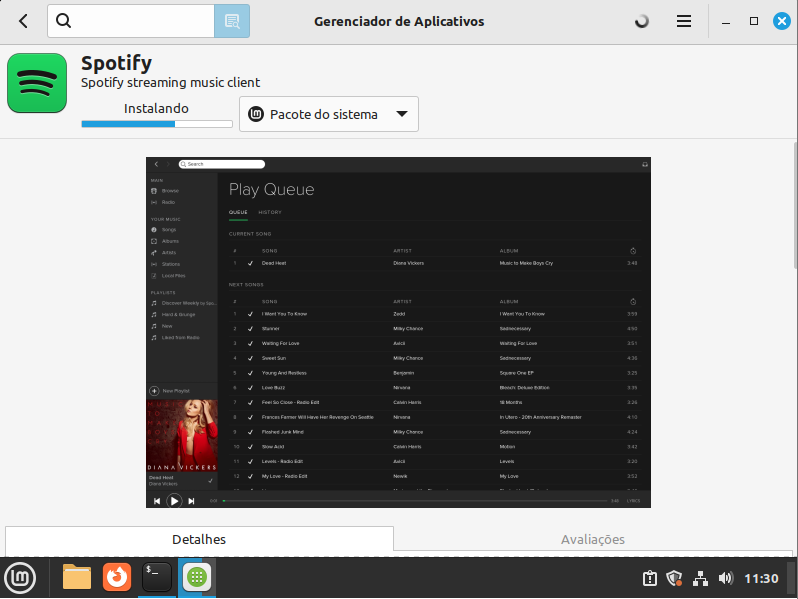 Gerenciador de Aplicativos
Spotify
Spotify streaming music client
Instalando
Pacote do sistema
Search
MAIN
Browse
Radio
YOUR MUSIC
Songs
Albums
Artists
Stations
Local Files
PLAYLISTS
Discover Weekly by Spo...
Hard & Grunge
New
Liked from Radio
New Playlist
DIANA VICKERS
Dead Heat
Diana Vickers
Play Queue
QUEUE HISTORY
CURRENT SONG
# SONG ARTIST ALBUM
1 Dead Heat Diana Vickers Music to Make Boys Cry 3:48
NEXT SONGS
# SONG ARTIST ALBUM
1 I Want You To Know Zedd I Want You To Know 3:59
2 Stunner Milky Chance Sadnecessary 4:50
3 Waiting For Love Avicii Waiting For Love 3:51
4 Sweet Sun Milky Chance Sadnecessary 4:36
5 Young And Restless Benjamin Square One EP 3:25
6 Love Buzz Nirvana Bleach: Deluxe Edition 3:35
7 Feel So Close - Radio Edit Calvin Harris 18 Months 3:26
8 Frances Farmer Will Have Her Revenge On Seattle Nirvana In Utero - 20th Anniversary Remaster 4:10
9 Flashed Junk Mind Milky Chance Sadnecessary 4:24
10 Slow Acid Calvin Harris Motion 3:42
11 Levels - Radio Edit Avicii Levels 3:20
12 My Love - Radio Edit Newik My Love 3:52
0:01 3:48 LYRICS
Detalhes
Avaliações
11:30